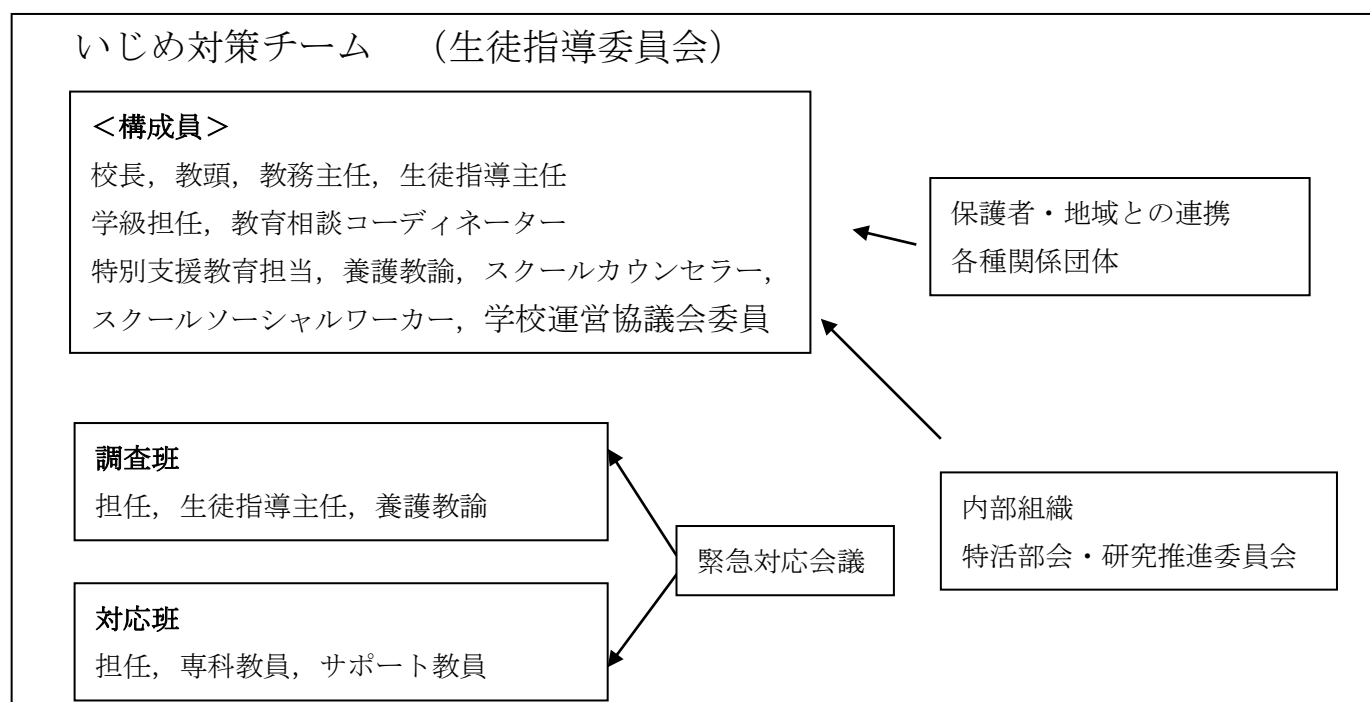 いじめ対策チーム　（生徒指導委員会）
＜構成員＞
校長，教頭，教務主任，生徒指導主任
学級担任，教育相談コーディネーター
特別支援教育担当，養護教諭，スクールカウンセラー，
スクールソーシャルワーカー，学校運営協議会委員
保護者・地域との連携
各種関係団体
調査班
担任，生徒指導主任，養護教諭
内部組織
特活部会・研究推進委員会
緊急対応会議
対応班
担任，専科教員，サポート教員